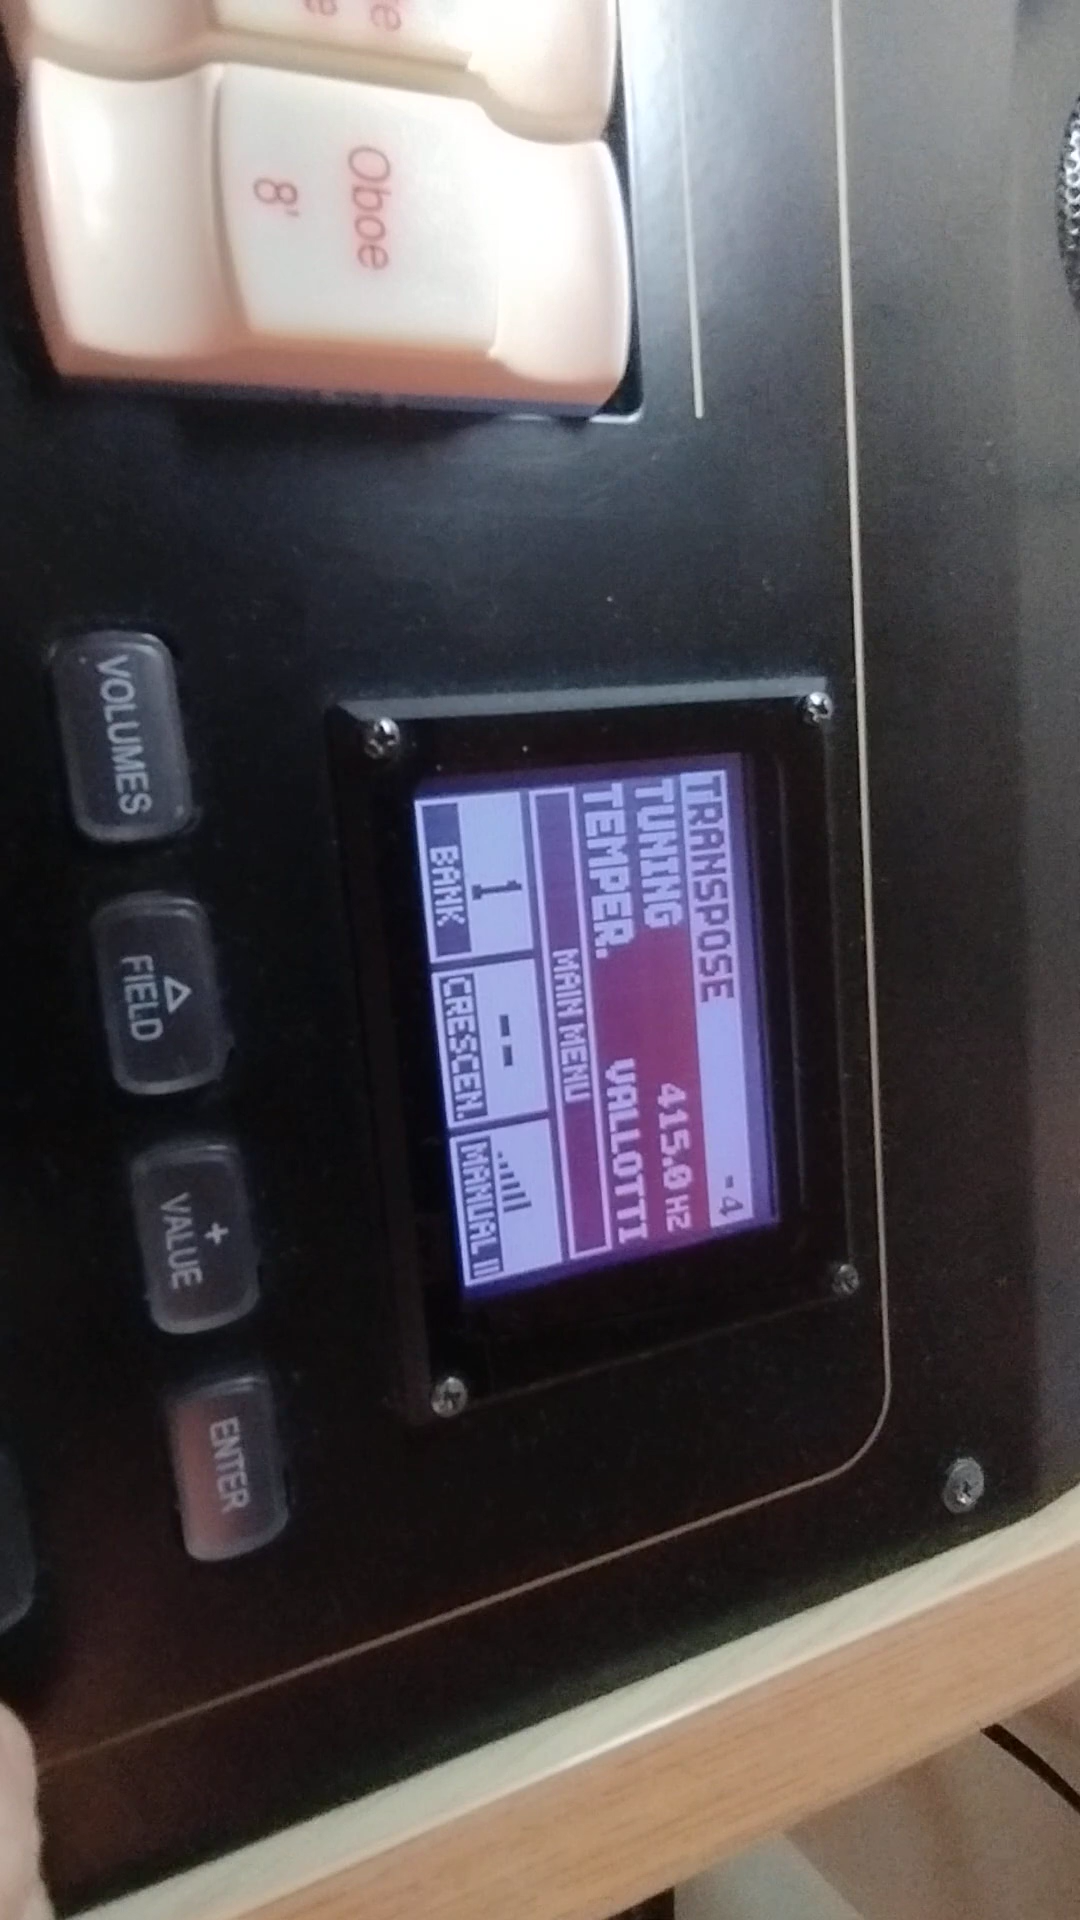 Oboe
8'
TRANSPOSE -4
TUNING 415.0 HZ
TEMPER. VALLOTTI
MAIN MENU
1 --
BANK CRESCEN. MANUAL II
VOLUMES
FIELD
+
VALUE
ENTER